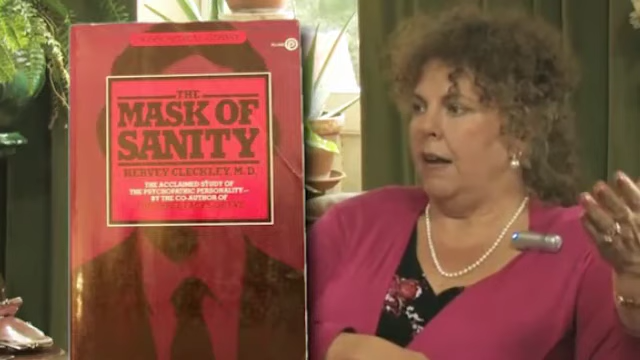 THE
MASK OF
SANITY
HERVEY CLECKLEY, M.D.
THE ACCLAIMED STUDY OF
THE PSYCHOPATHIC PERSONALITY—
BY THE CO-AUTHOR OF